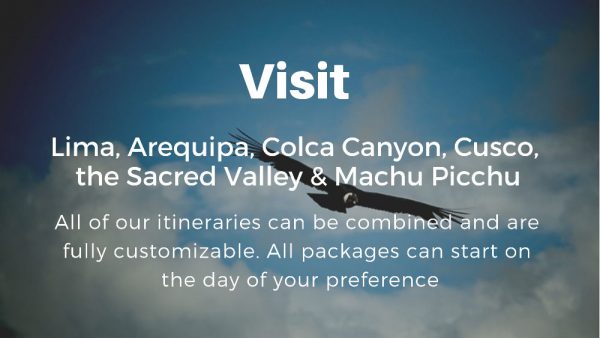 Visit
Lima, Arequipa, Colca Canyon, Cusco,
the Sacred Valley & Machu Picchu
All of our itineraries can be combined and are
fully customizable. All packages can start on
the day of your preference